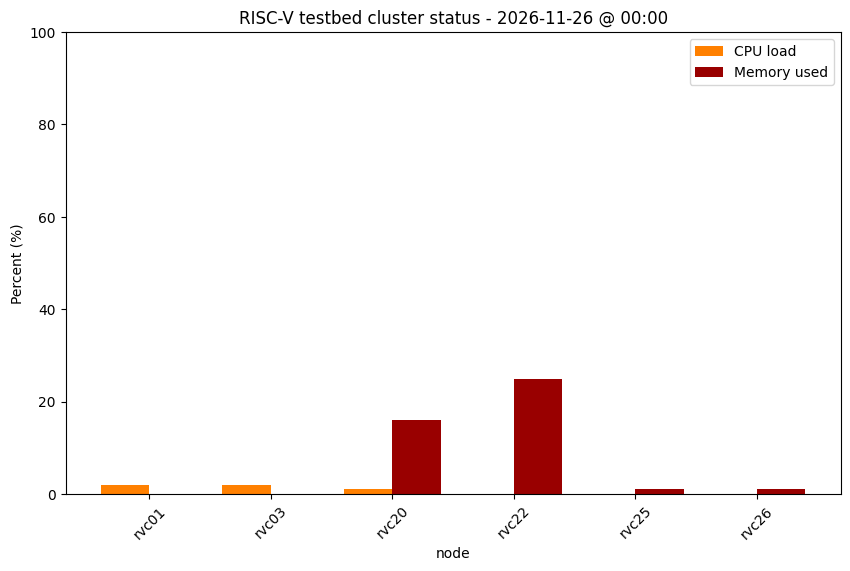 RISC-V testbed cluster status - 2026-11-26 @ 00:00
CPU load
Memory used
Percent (%)
100
80
60
40
20
0
rvc01
rvc03
rvc20
rvc22
rvc25
rvc26
node